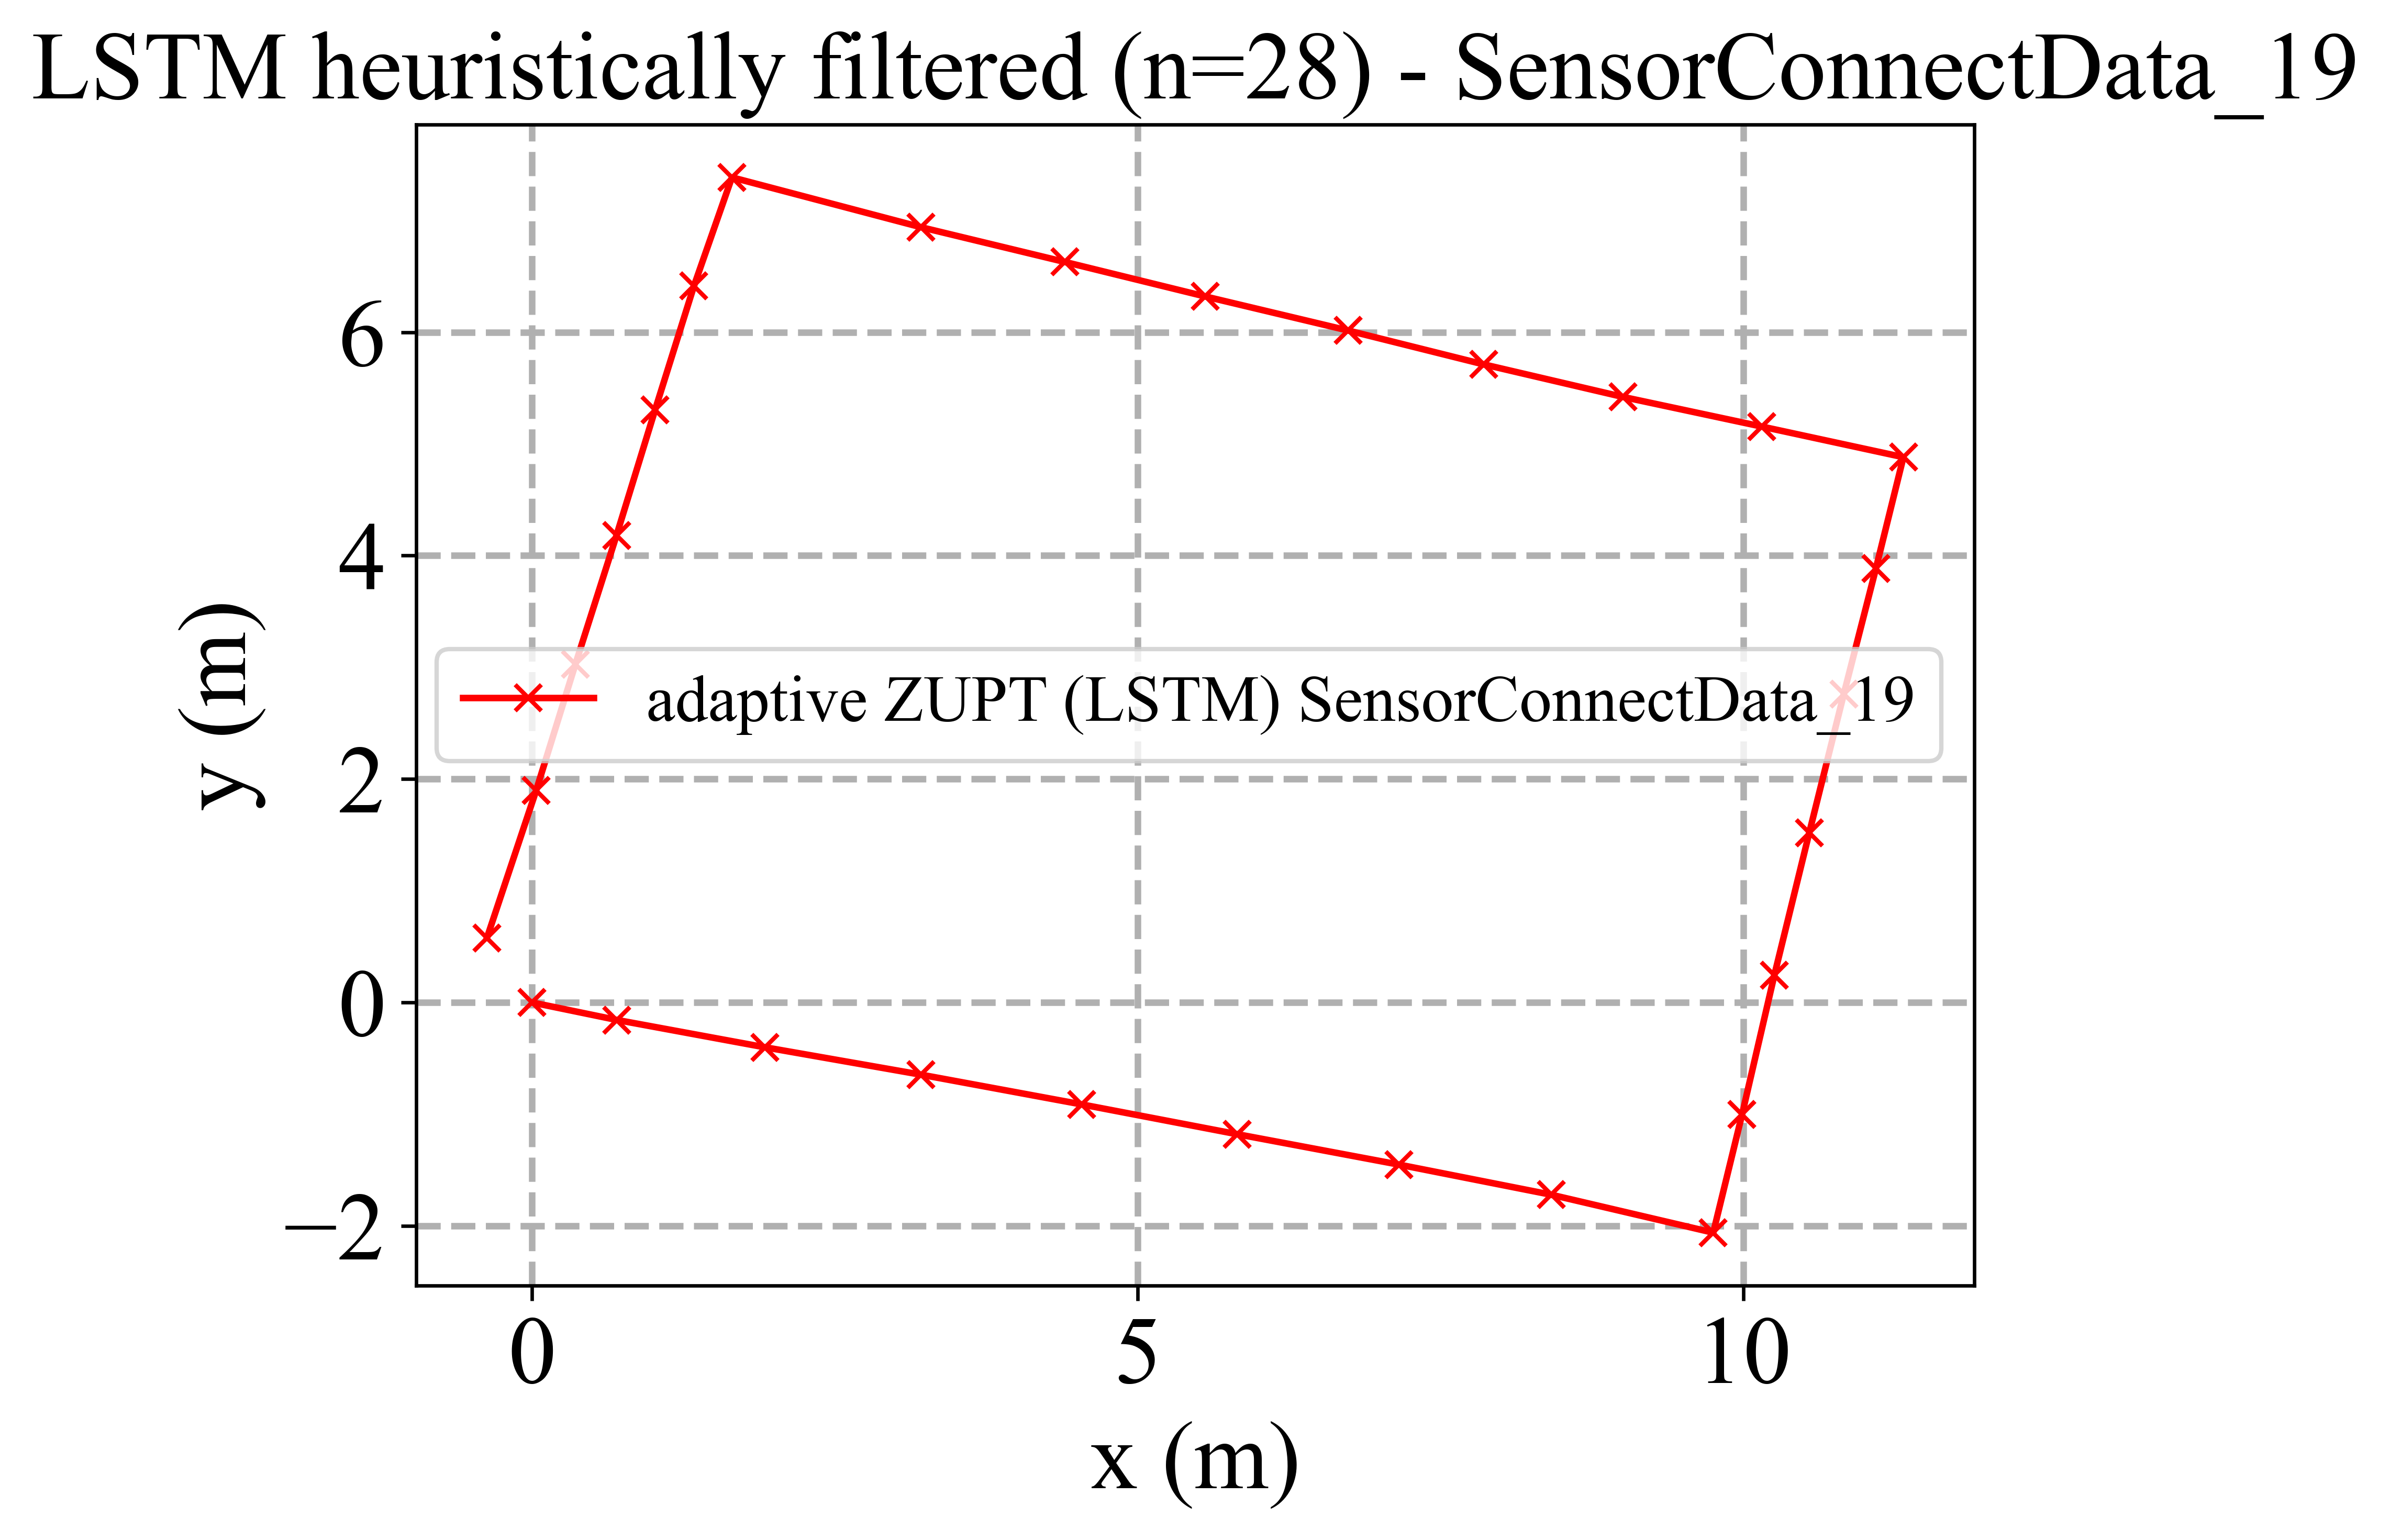 LSTM heuristically filtered (n=28) - SensorConnectData_19
y (m)
6
4
2
0
−2
adaptive ZUPT (LSTM) SensorConnectData_19
0 5 10
x (m)